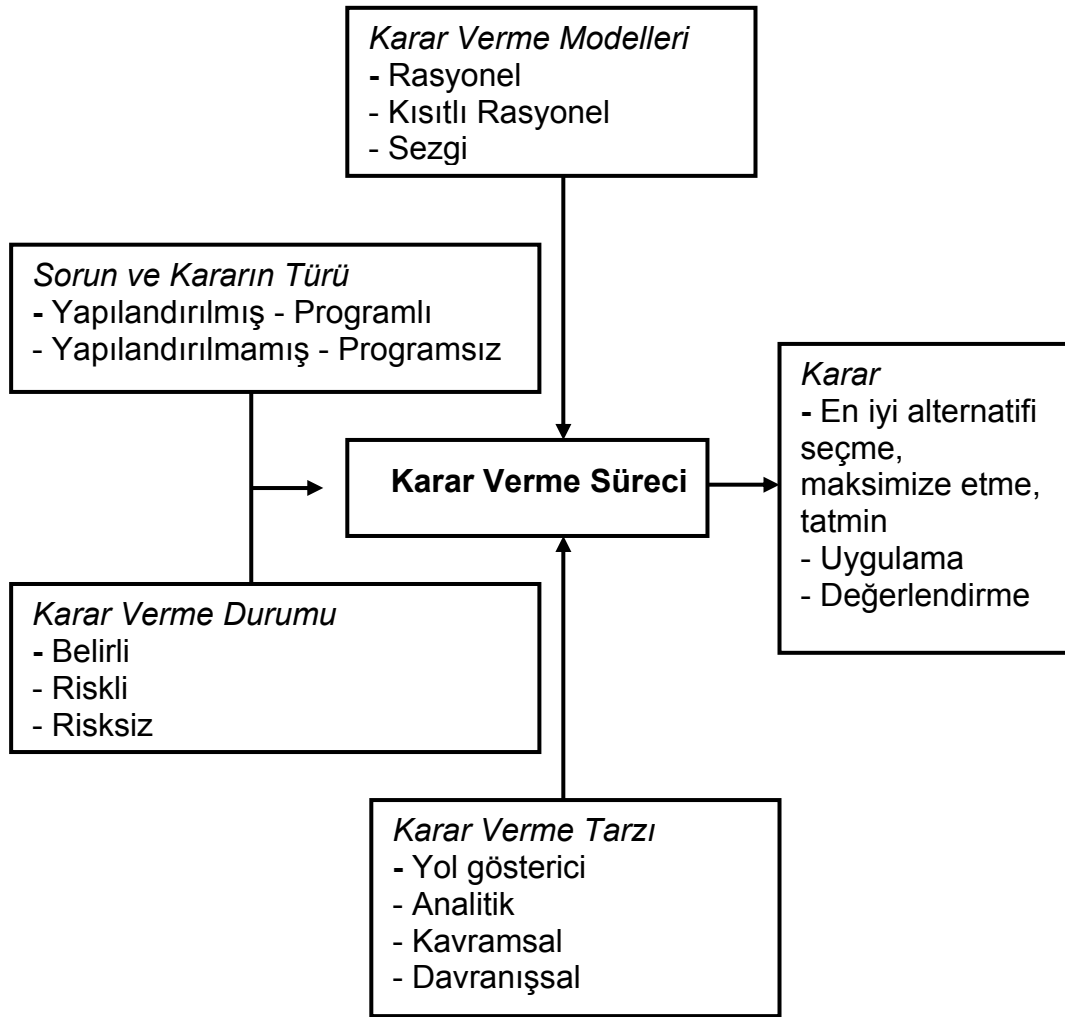 Karar Verme Modelleri
- Rasyonel
- Kısıtlı Rasyonel
- Sezgi
Sorun ve Kararın Türü
- Yapılandırılmış - Programlı
- Yapılandırılmamış - Programsız
Karar
- En iyi alternatifi
seçme,
maksimize etme,
tatmin
- Uygulama
- Değerlendirme
Karar Verme Süreci
Karar Verme Durumu
- Belirli
- Riskli
- Risksiz
Karar Verme Tarzı
- Yol gösterici
- Analitik
- Kavramsal
- Davranışsal